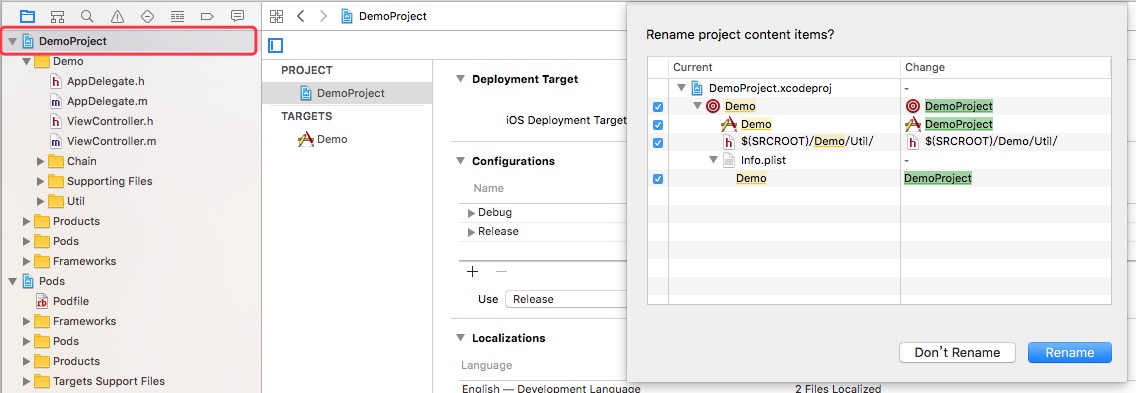 DemoProject
Demo
h AppDelegate.h
m AppDelegate.m
h ViewController.h
m ViewController.m
Chain
Supporting Files
Util
Products
Pods
Frameworks
Pods
rb Podfile
Frameworks
Pods
Products
Targets Support Files
DemoProject
PROJECT
DemoProject
TARGETS
Demo
Deployment Target
iOS Deployment Target
Configurations
Name
Debug
Release
+ −
Use Release
Localizations
Language
English — Development Language 2 Files Localized
Rename project content items?
Current Change
DemoProject.xcodeproj -
Demo DemoProject
Demo DemoProject
h $(SRCROOT)/Demo/Util/ h $(SRCROOT)/Demo/Util/
Info.plist -
Demo DemoProject
Don't Rename Rename